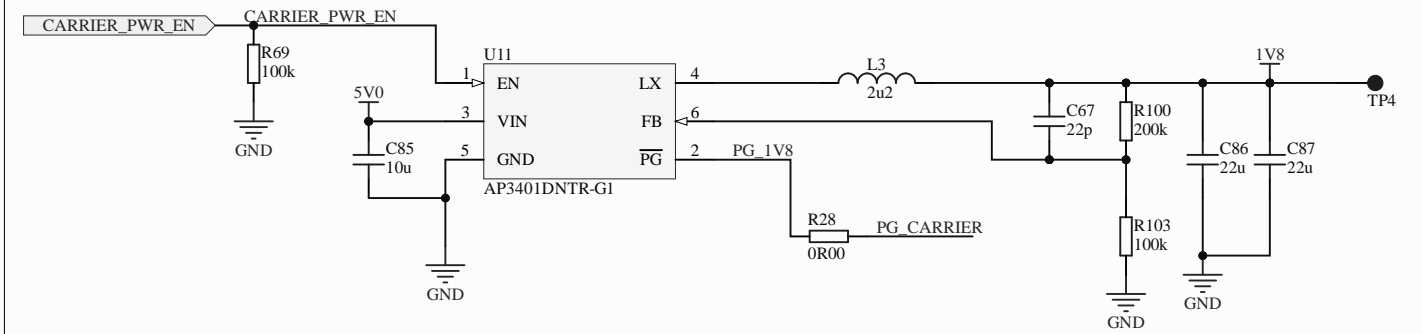 CARRIER_PWR_EN
CARRIER_PWR_EN
R69
100k
GND
5V0
C85
10u
GND
U11
1
EN
3
VIN
5
GND
LX
4
FB
6
PG
2
AP3401DNTR-G1
PG_1V8
R28
0R00
PG_CARRIER
L3
2u2
C67
22p
R100
200k
R103
100k
GND
C86
22u
C87
22u
GND
1V8
TP4